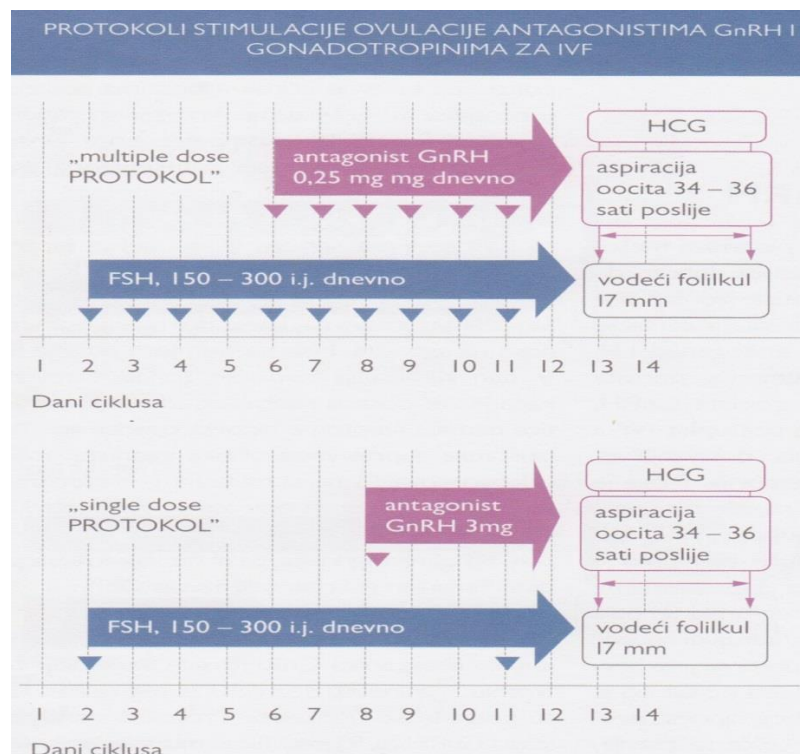 PROTOKOLI STIMULACIJE OVULACIJE ANTAGONISTIMA GnRH I
GONADOTROPINIMA ZA IVF
„multiple dose
PROTOKOL”
antagonist GnRH
0,25 mg mg dnevno
HCG
aspiracija
oocita 34 – 36
sati poslije
FSH, 150 – 300 i.j. dnevno
vodeći folilkul
17 mm
1 2 3 4 5 6 7 8 9 10 11 12 13 14
Dani ciklusa
„single dose
PROTOKOL”
antagonist
GnRH 3mg
HCG
aspiracija
oocita 34 – 36
sati poslije
FSH, 150 – 300 i.j. dnevno
vodeći folilkul
17 mm
1 2 3 4 5 6 7 8 9 10 11 12 13 14
Dani ciklusa